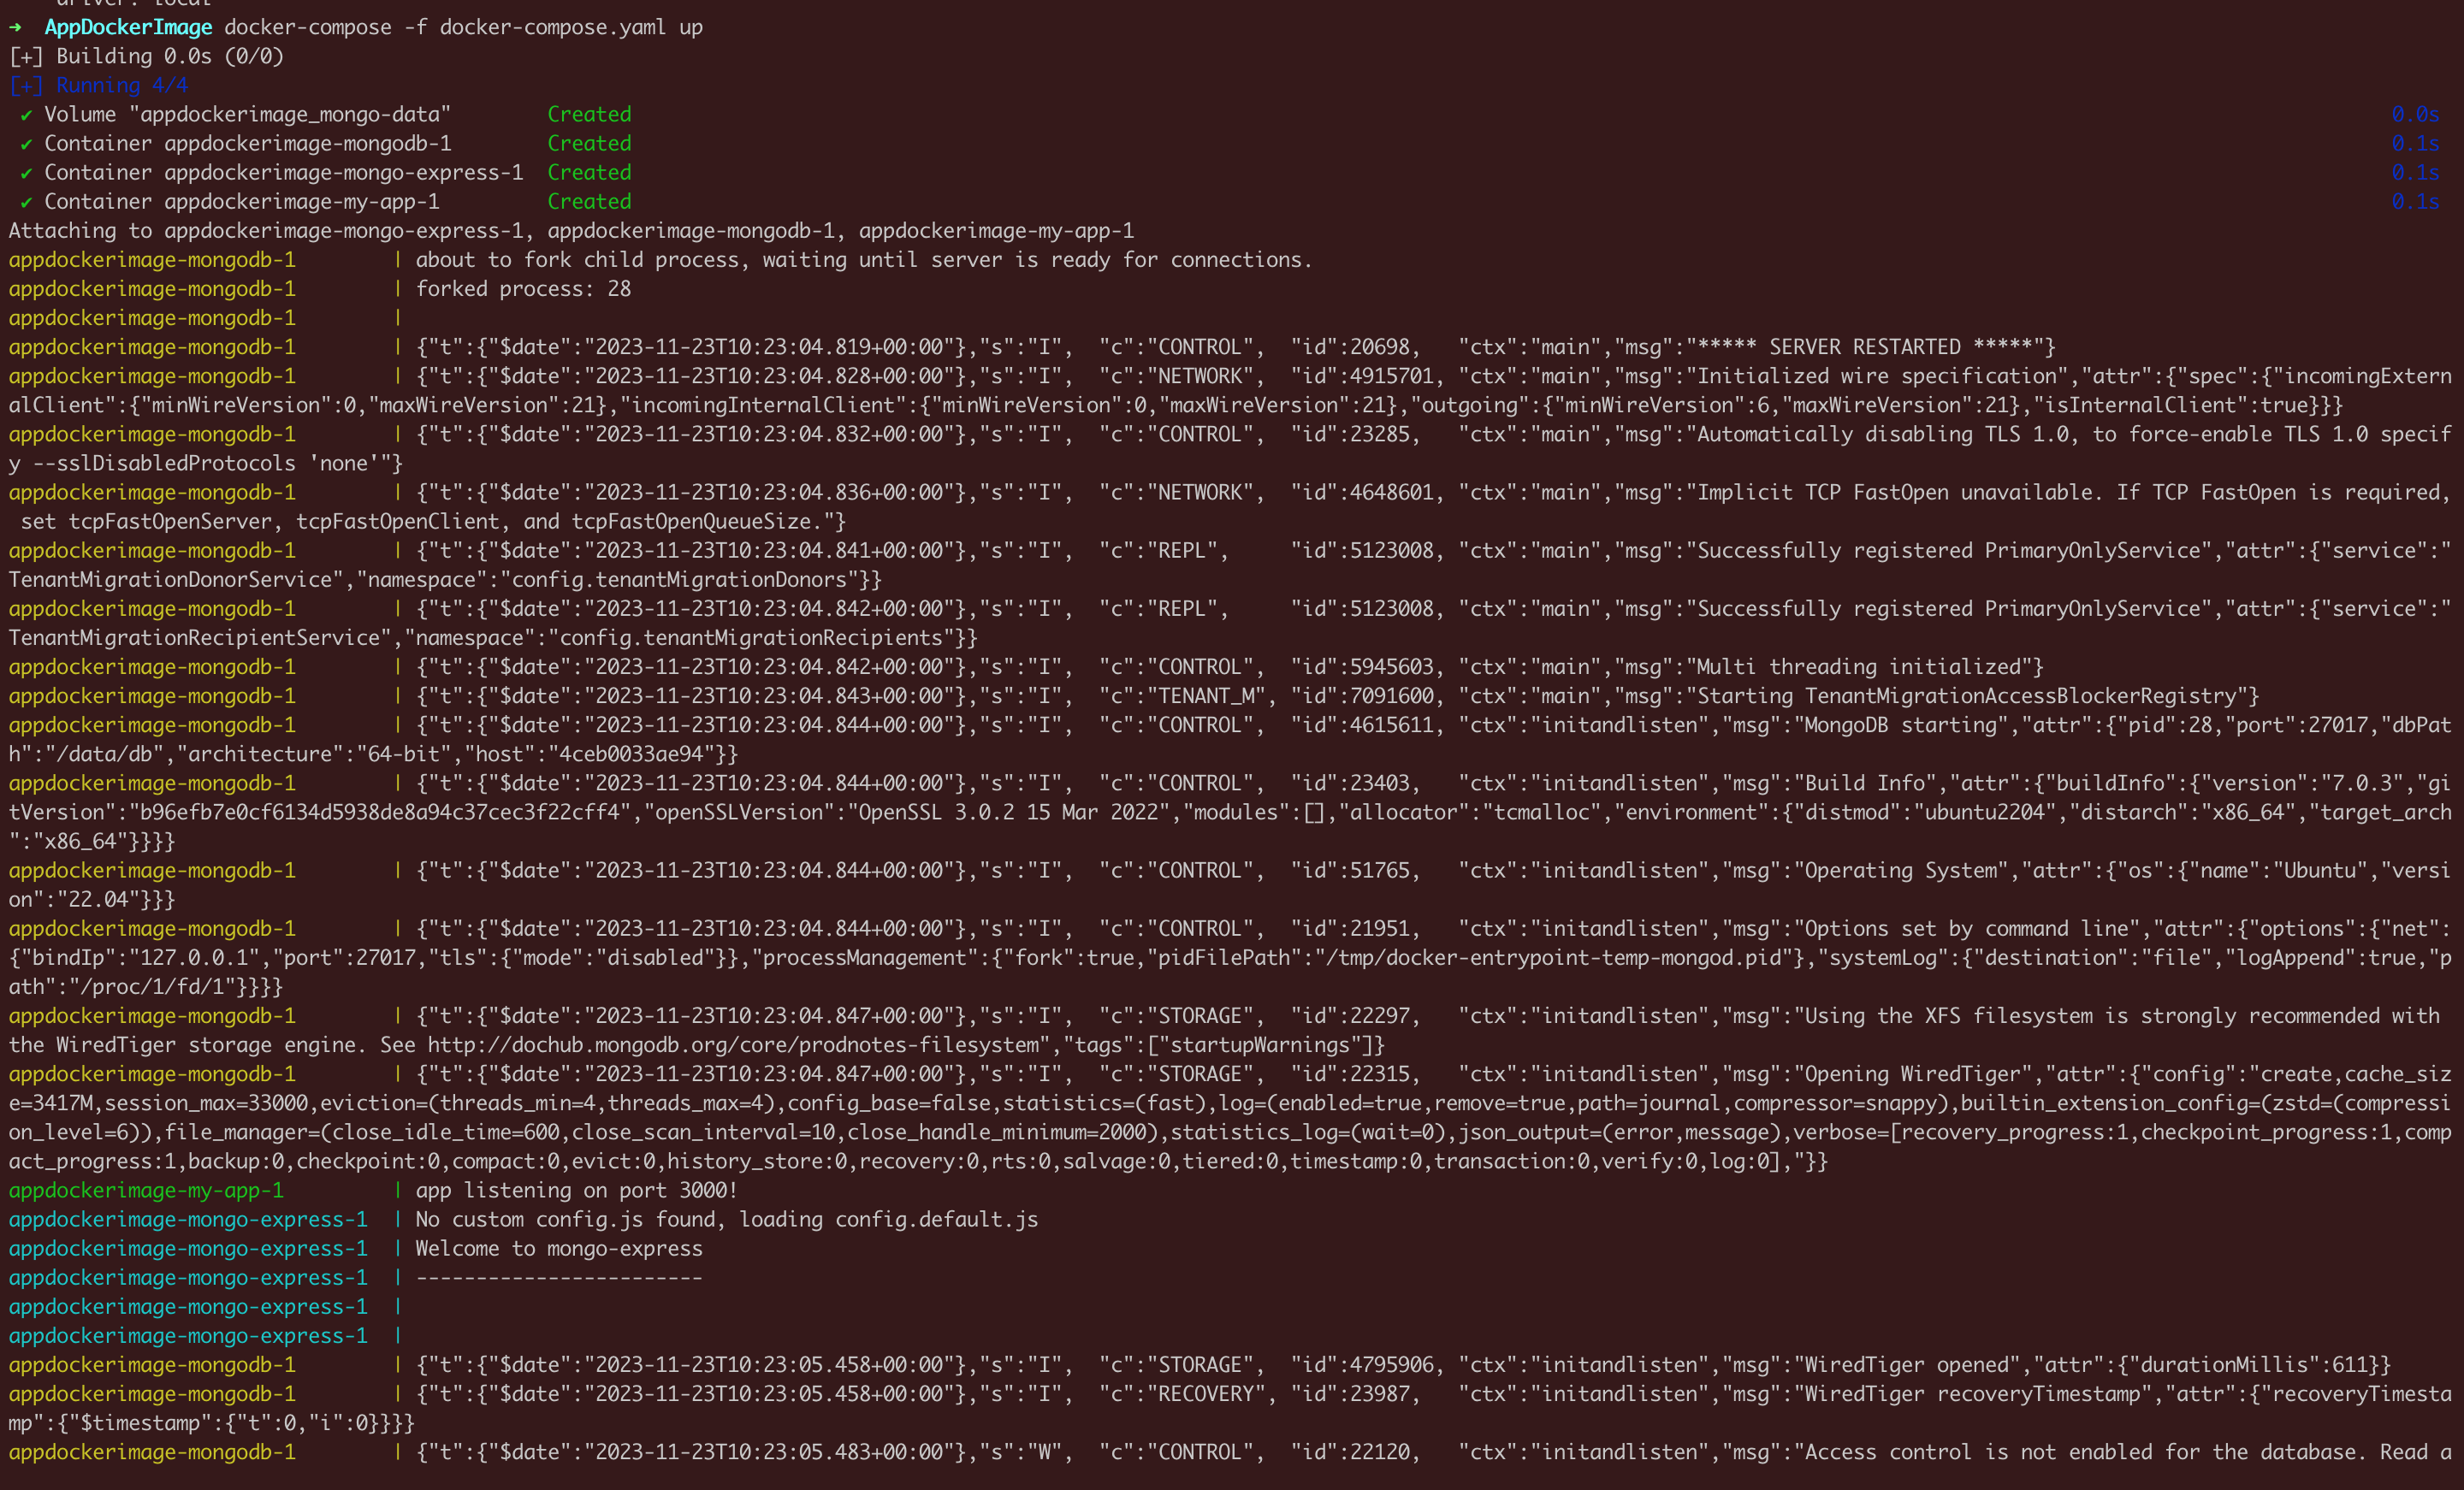 driver: local
➜  AppDockerImage docker-compose -f docker-compose.yaml up
[+] Building 0.0s (0/0)
[+] Running 4/4
 ✔ Volume "appdockerimage_mongo-data"        Created        0.0s
 ✔ Container appdockerimage-mongodb-1        Created        0.1s
 ✔ Container appdockerimage-mongo-express-1  Created        0.1s
 ✔ Container appdockerimage-my-app-1         Created        0.1s
Attaching to appdockerimage-mongo-express-1, appdockerimage-mongodb-1, appdockerimage-my-app-1
appdockerimage-mongodb-1        | about to fork child process, waiting until server is ready for connections.
appdockerimage-mongodb-1        | forked process: 28
appdockerimage-mongodb-1        |
appdockerimage-mongodb-1        | {"t":{"$date":"2023-11-23T10:23:04.819+00:00"},"s":"I",  "c":"CONTROL",  "id":20698,   "ctx":"main","msg":"***** SERVER RESTARTED *****"}
appdockerimage-mongodb-1        | {"t":{"$date":"2023-11-23T10:23:04.828+00:00"},"s":"I",  "c":"NETWORK",  "id":4915701, "ctx":"main","msg":"Initialized wire specification","attr":{"spec":{"incomingExtern
alClient":{"minWireVersion":0,"maxWireVersion":21},"incomingInternalClient":{"minWireVersion":0,"maxWireVersion":21},"outgoing":{"minWireVersion":6,"maxWireVersion":21},"isInternalClient":true}}}
appdockerimage-mongodb-1        | {"t":{"$date":"2023-11-23T10:23:04.832+00:00"},"s":"I",  "c":"CONTROL",  "id":23285,   "ctx":"main","msg":"Automatically disabling TLS 1.0, to force-enable TLS 1.0 specif
y --sslDisabledProtocols 'none'"}
appdockerimage-mongodb-1        | {"t":{"$date":"2023-11-23T10:23:04.836+00:00"},"s":"I",  "c":"NETWORK",  "id":4648601, "ctx":"main","msg":"Implicit TCP FastOpen unavailable. If TCP FastOpen is required,
 set tcpFastOpenServer, tcpFastOpenClient, and tcpFastOpenQueueSize."}
appdockerimage-mongodb-1        | {"t":{"$date":"2023-11-23T10:23:04.841+00:00"},"s":"I",  "c":"REPL",     "id":5123008, "ctx":"main","msg":"Successfully registered PrimaryOnlyService","attr":{"service":"
TenantMigrationDonorService","namespace":"config.tenantMigrationDonors"}}
appdockerimage-mongodb-1        | {"t":{"$date":"2023-11-23T10:23:04.842+00:00"},"s":"I",  "c":"REPL",     "id":5123008, "ctx":"main","msg":"Successfully registered PrimaryOnlyService","attr":{"service":"
TenantMigrationRecipientService","namespace":"config.tenantMigrationRecipients"}}
appdockerimage-mongodb-1        | {"t":{"$date":"2023-11-23T10:23:04.842+00:00"},"s":"I",  "c":"CONTROL",  "id":5945603, "ctx":"main","msg":"Multi threading initialized"}
appdockerimage-mongodb-1        | {"t":{"$date":"2023-11-23T10:23:04.843+00:00"},"s":"I",  "c":"TENANT_M", "id":7091600, "ctx":"main","msg":"Starting TenantMigrationAccessBlockerRegistry"}
appdockerimage-mongodb-1        | {"t":{"$date":"2023-11-23T10:23:04.844+00:00"},"s":"I",  "c":"CONTROL",  "id":4615611, "ctx":"initandlisten","msg":"MongoDB starting","attr":{"pid":28,"port":27017,"dbPat
h":"/data/db","architecture":"64-bit","host":"4ceb0033ae94"}}
appdockerimage-mongodb-1        | {"t":{"$date":"2023-11-23T10:23:04.844+00:00"},"s":"I",  "c":"CONTROL",  "id":23403,   "ctx":"initandlisten","msg":"Build Info","attr":{"buildInfo":{"version":"7.0.3","gi
tVersion":"b96efb7e0cf6134d5938de8a94c37cec3f22cff4","openSSLVersion":"OpenSSL 3.0.2 15 Mar 2022","modules":[],"allocator":"tcmalloc","environment":{"distmod":"ubuntu2204","distarch":"x86_64","target_arch
":"x86_64"}}}}
appdockerimage-mongodb-1        | {"t":{"$date":"2023-11-23T10:23:04.844+00:00"},"s":"I",  "c":"CONTROL",  "id":51765,   "ctx":"initandlisten","msg":"Operating System","attr":{"os":{"name":"Ubuntu","versi
on":"22.04"}}}
appdockerimage-mongodb-1        | {"t":{"$date":"2023-11-23T10:23:04.844+00:00"},"s":"I",  "c":"CONTROL",  "id":21951,   "ctx":"initandlisten","msg":"Options set by command line","attr":{"options":{"net":
{"bindIp":"127.0.0.1","port":27017,"tls":{"mode":"disabled"}},"processManagement":{"fork":true,"pidFilePath":"/tmp/docker-entrypoint-temp-mongod.pid"},"systemLog":{"destination":"file","logAppend":true,"p
ath":"/proc/1/fd/1"}}}}
appdockerimage-mongodb-1        | {"t":{"$date":"2023-11-23T10:23:04.847+00:00"},"s":"I",  "c":"STORAGE",  "id":22297,   "ctx":"initandlisten","msg":"Using the XFS filesystem is strongly recommended with
the WiredTiger storage engine. See http://dochub.mongodb.org/core/prodnotes-filesystem","tags":["startupWarnings"]}
appdockerimage-mongodb-1        | {"t":{"$date":"2023-11-23T10:23:04.847+00:00"},"s":"I",  "c":"STORAGE",  "id":22315,   "ctx":"initandlisten","msg":"Opening WiredTiger","attr":{"config":"create,cache_siz
e=3417M,session_max=33000,eviction=(threads_min=4,threads_max=4),config_base=false,statistics=(fast),log=(enabled=true,remove=true,path=journal,compressor=snappy),builtin_extension_config=(zstd=(compressi
on_level=6)),file_manager=(close_idle_time=600,close_scan_interval=10,close_handle_minimum=2000),statistics_log=(wait=0),json_output=(error,message),verbose=[recovery_progress:1,checkpoint_progress:1,comp
act_progress:1,backup:0,checkpoint:0,compact:0,evict:0,history_store:0,recovery:0,rts:0,salvage:0,tiered:0,timestamp:0,transaction:0,verify:0,log:0],"}}
appdockerimage-my-app-1         | app listening on port 3000!
appdockerimage-mongo-express-1  | No custom config.js found, loading config.default.js
appdockerimage-mongo-express-1  | Welcome to mongo-express
appdockerimage-mongo-express-1  | ------------------------
appdockerimage-mongo-express-1  |
appdockerimage-mongo-express-1  |
appdockerimage-mongodb-1        | {"t":{"$date":"2023-11-23T10:23:05.458+00:00"},"s":"I",  "c":"STORAGE",  "id":4795906, "ctx":"initandlisten","msg":"WiredTiger opened","attr":{"durationMillis":611}}
appdockerimage-mongodb-1        | {"t":{"$date":"2023-11-23T10:23:05.458+00:00"},"s":"I",  "c":"RECOVERY", "id":23987,   "ctx":"initandlisten","msg":"WiredTiger recoveryTimestamp","attr":{"recoveryTimesta
mp":{"$timestamp":{"t":0,"i":0}}}}
appdockerimage-mongodb-1        | {"t":{"$date":"2023-11-23T10:23:05.483+00:00"},"s":"W",  "c":"CONTROL",  "id":22120,   "ctx":"initandlisten","msg":"Access control is not enabled for the database. Read a